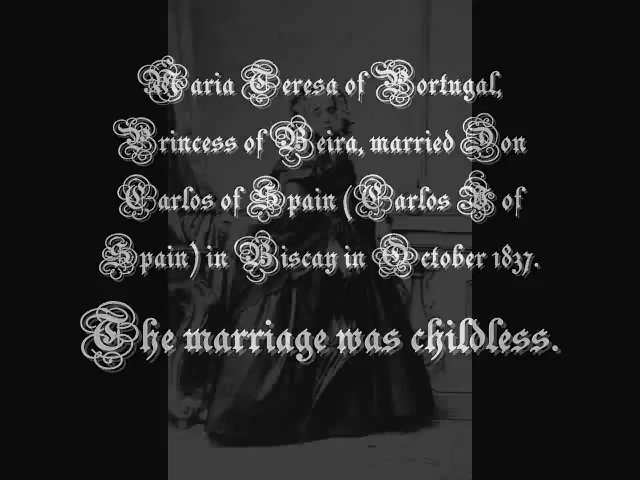 Maria Teresa of Portugal,
Princess of Beira, married Don
Carlos of Spain (Carlos V of
Spain) in Biscay in October 1837.
The marriage was childless.